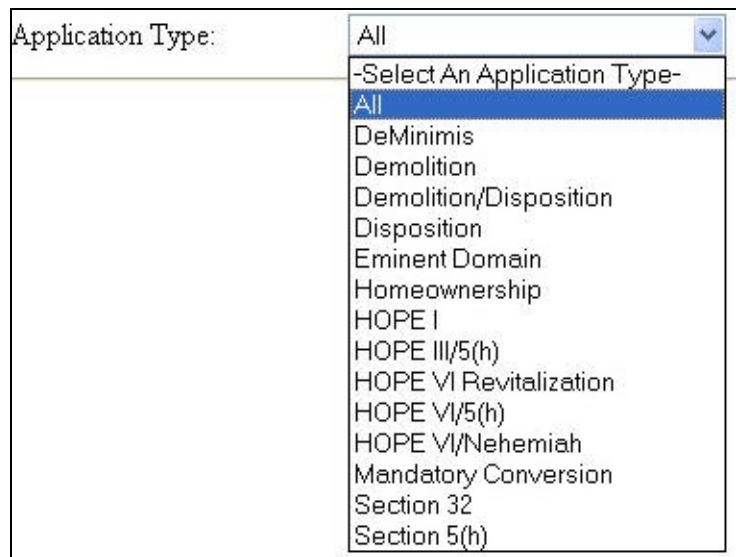 Application Type: All
-Select An Application Type-
All
DeMinimis
Demolition
Demolition/Disposition
Disposition
Eminent Domain
Homeownership
HOPE I
HOPE III/5(h)
HOPE VI Revitalization
HOPE VI/5(h)
HOPE VI/Nehemiah
Mandatory Conversion
Section 32
Section 5(h)